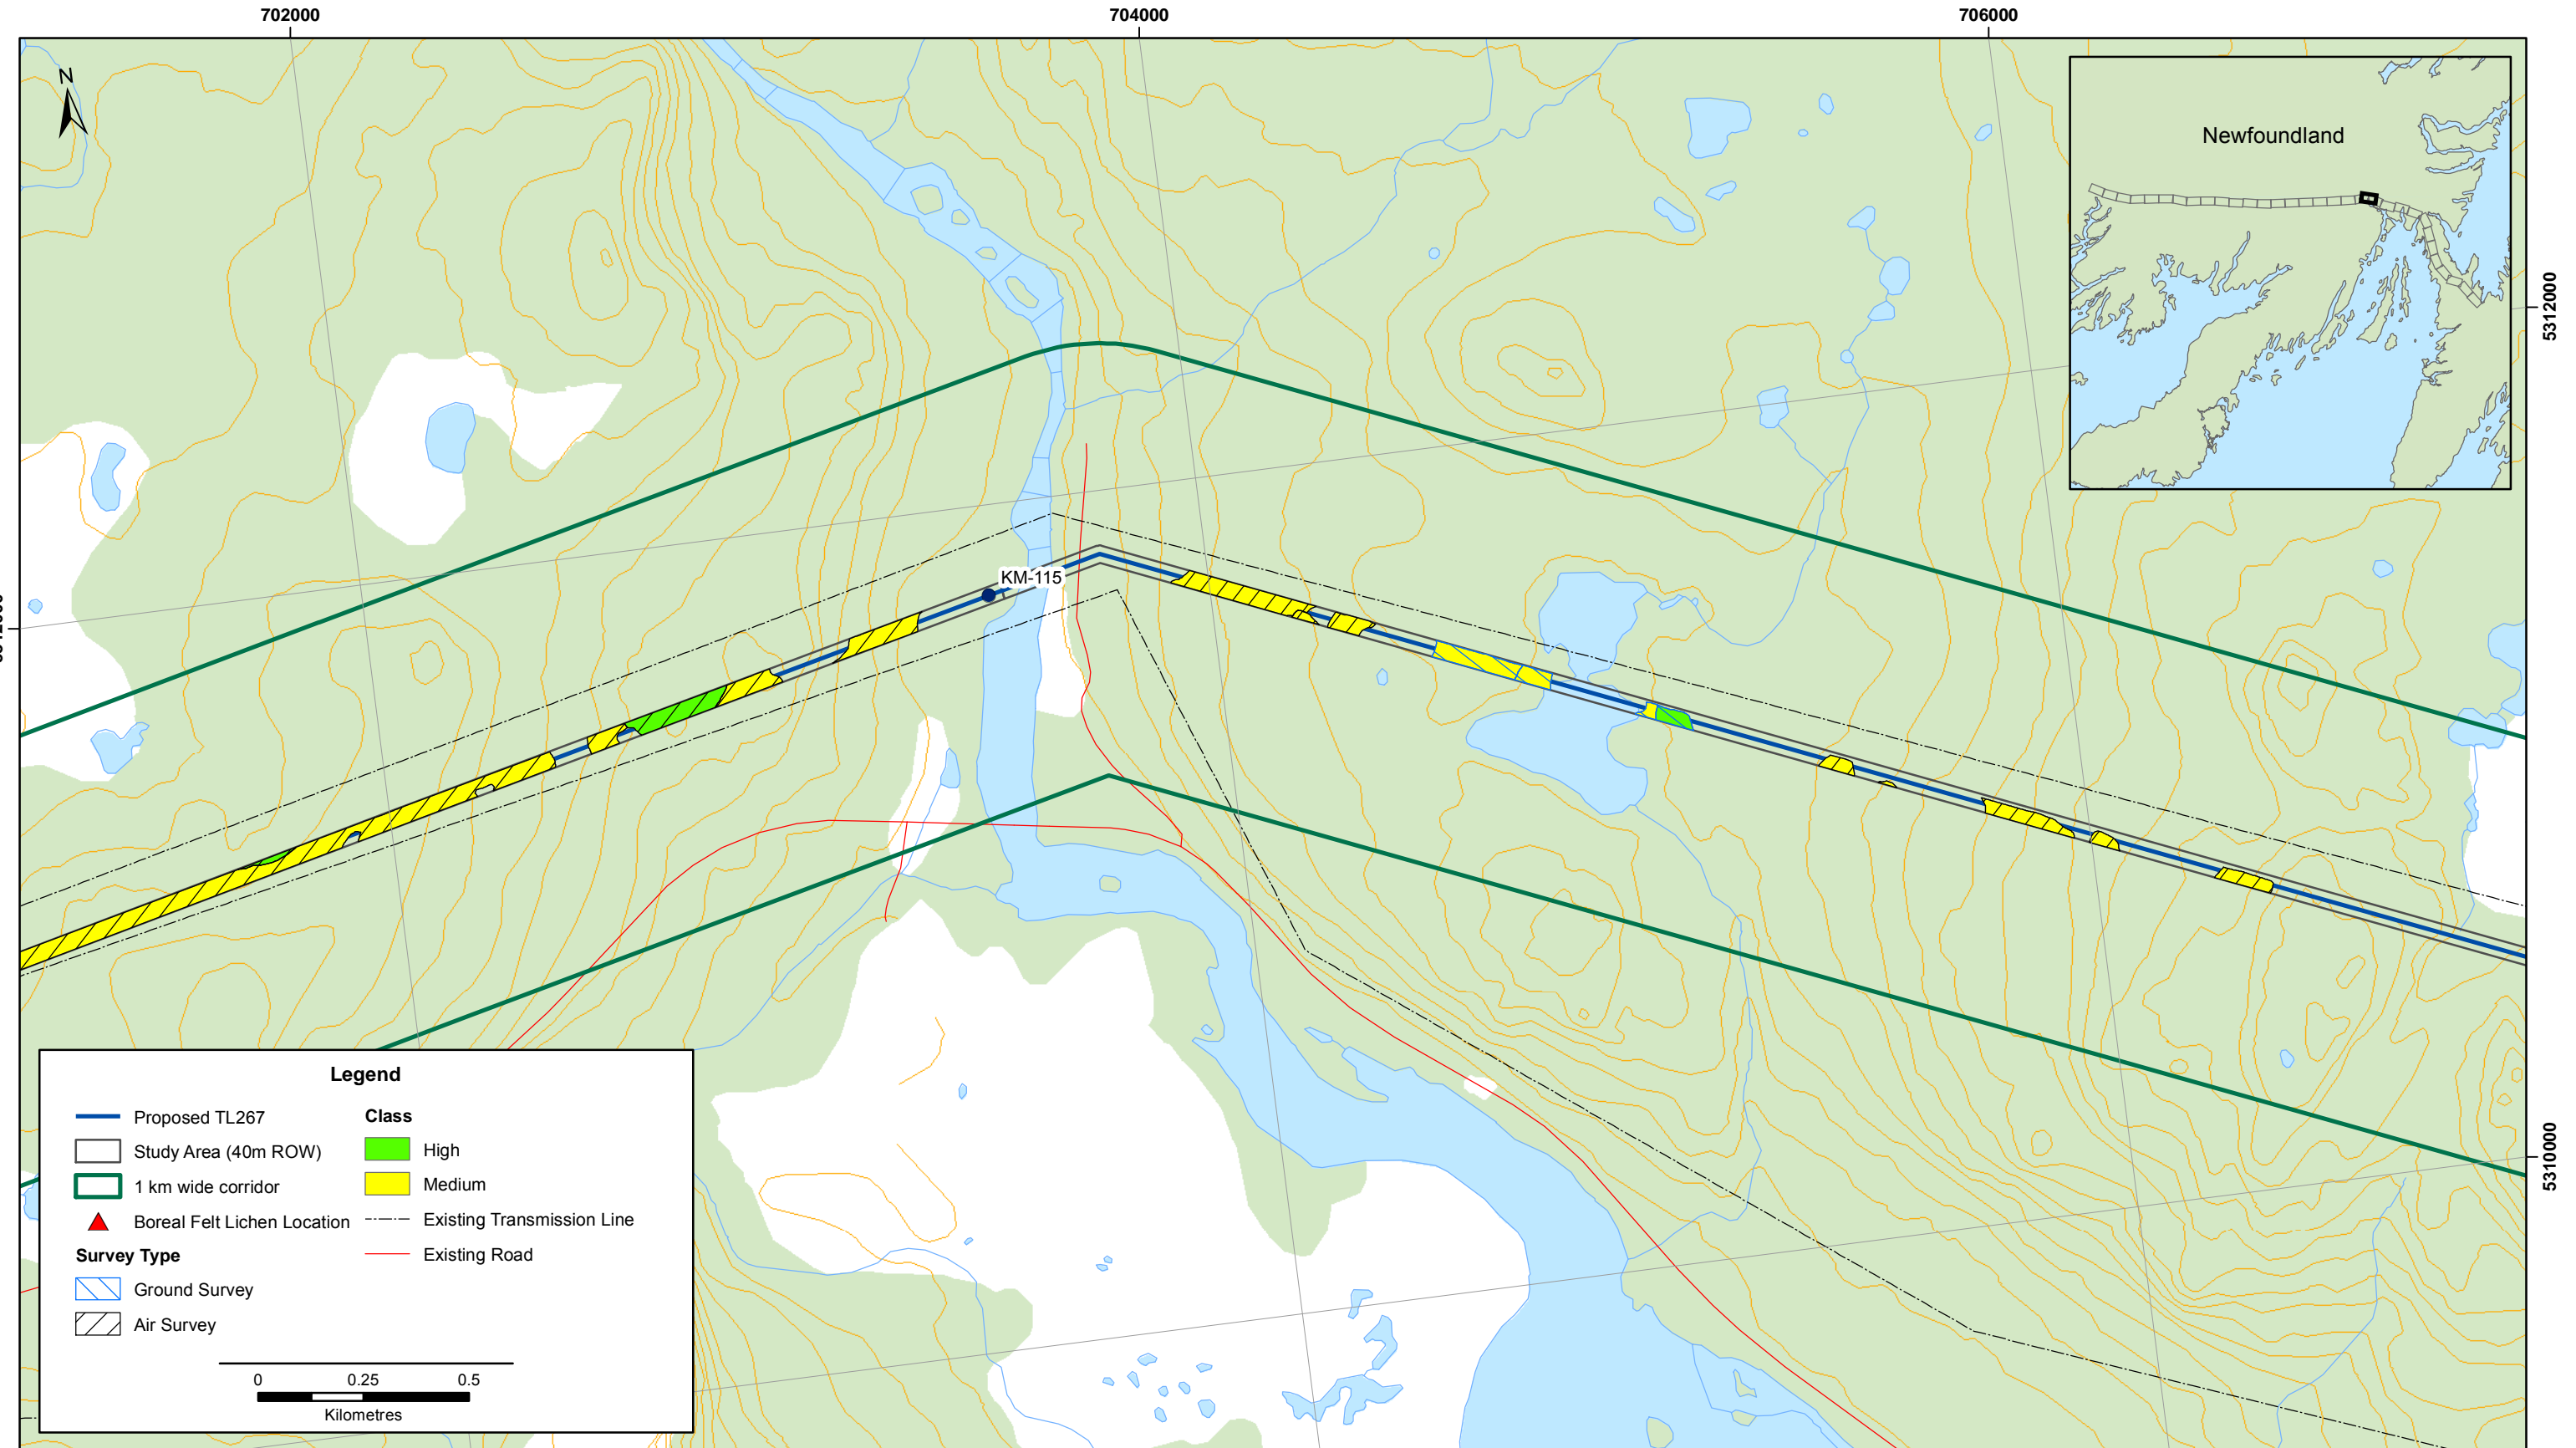 702000
704000
706000
N
Newfoundland
5312000
KM-115
5310000
Legend
Proposed TL267
Study Area (40m ROW)
1 km wide corridor
Boreal Felt Lichen Location
Survey Type
Ground Survey
Air Survey
Class
High
Medium
Existing Transmission Line
Existing Road
0 0.25 0.5
Kilometres